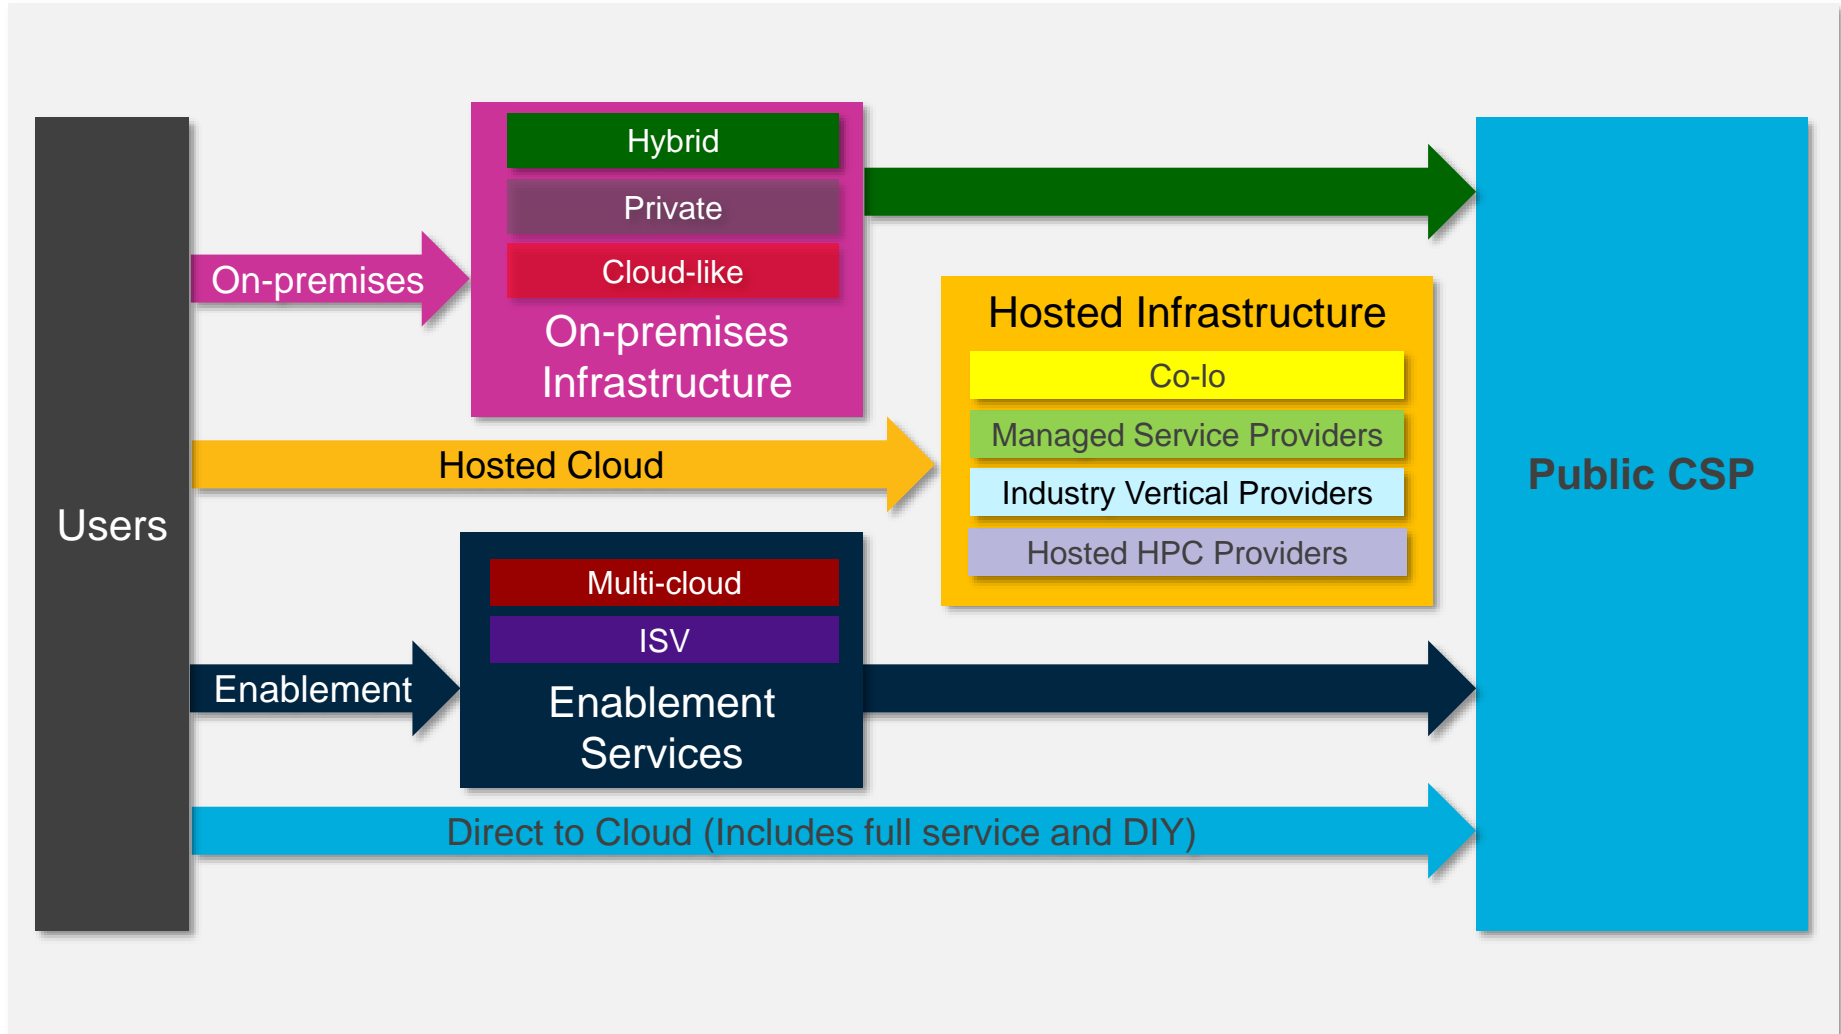 Users
On-premises
Hybrid
Private
Cloud-like
On-premises
Infrastructure
Hosted Cloud
Hosted Infrastructure
Co-lo
Managed Service Providers
Industry Vertical Providers
Hosted HPC Providers
Enablement
Multi-cloud
ISV
Enablement
Services
Direct to Cloud (Includes full service and DIY)
Public CSP